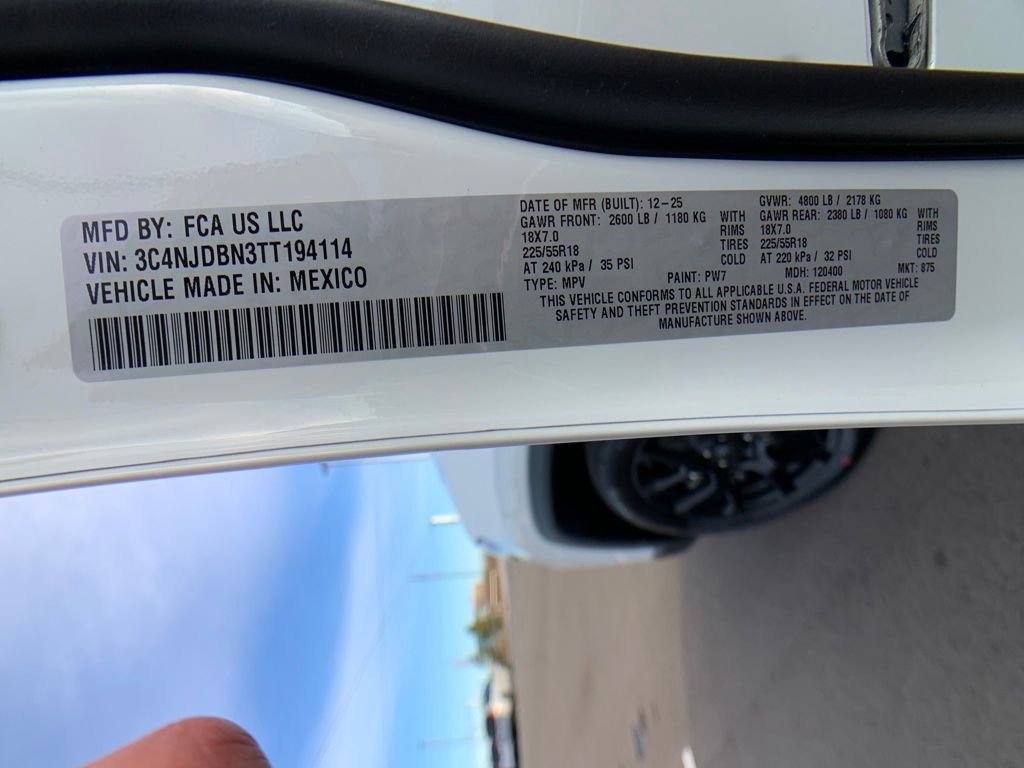 MFD BY: FCA US LLC
VIN: 3C4NJDBN3TT194114
VEHICLE MADE IN: MEXICO
DATE OF MFR (BUILT): 12-25 GVWR: 4800 LB / 2178 KG
GAWR FRONT: 2600 LB / 1180 KG WITH GAWR REAR: 2380 LB / 1080 KG WITH
18X7.0 RIMS 18X7.0 RIMS
225/55R18 TIRES 225/55R18 TIRES
AT 240 kPa / 35 PSI COLD AT 220 kPa / 32 PSI COLD
TYPE: MPV PAINT: PW7 MDH: 120400 MKT: 875
THIS VEHICLE CONFORMS TO ALL APPLICABLE U.S.A. FEDERAL MOTOR VEHICLE
SAFETY AND THEFT PREVENTION STANDARDS IN EFFECT ON THE DATE OF
MANUFACTURE SHOWN ABOVE.